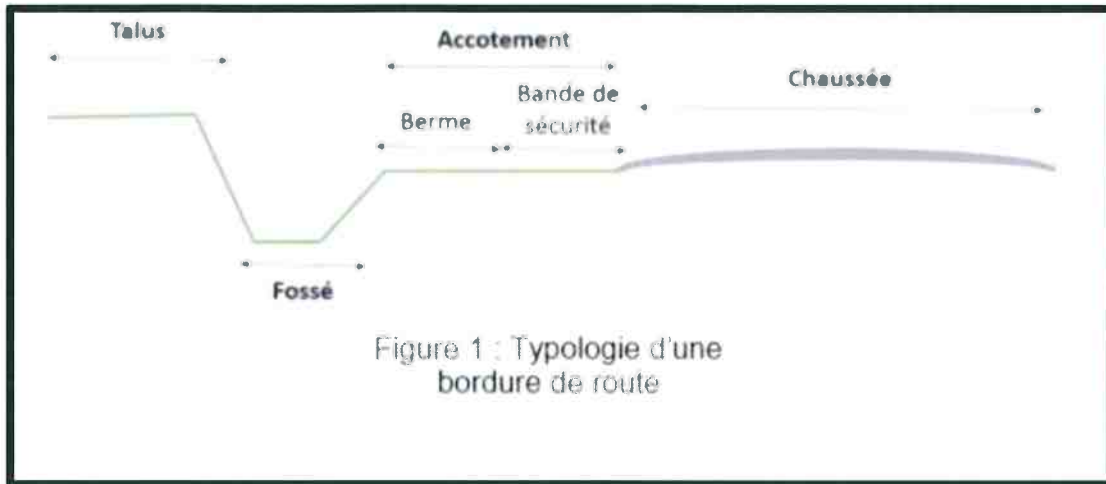 Talus
Accotement
Chaussée
Berme
Bande de
sécurité
Fossé
Figure 1 : Typologie d'une
bordure de route